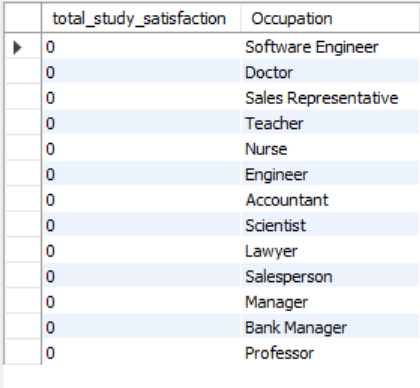 total_study_satisfaction Occupation
0 Software Engineer
0 Doctor
0 Sales Representative
0 Teacher
0 Nurse
0 Engineer
0 Accountant
0 Scientist
0 Lawyer
0 Salesperson
0 Manager
0 Bank Manager
0 Professor